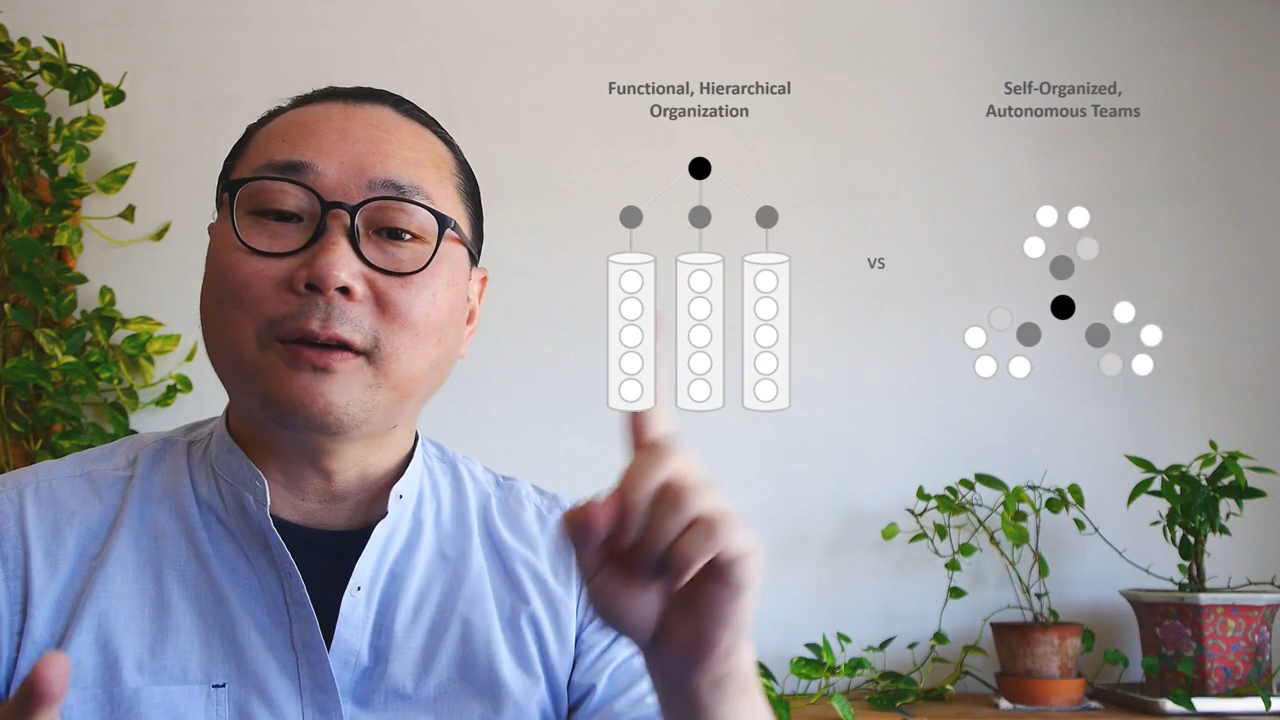 Functional, Hierarchical
Organization
VS
Self-Organized,
Autonomous Teams